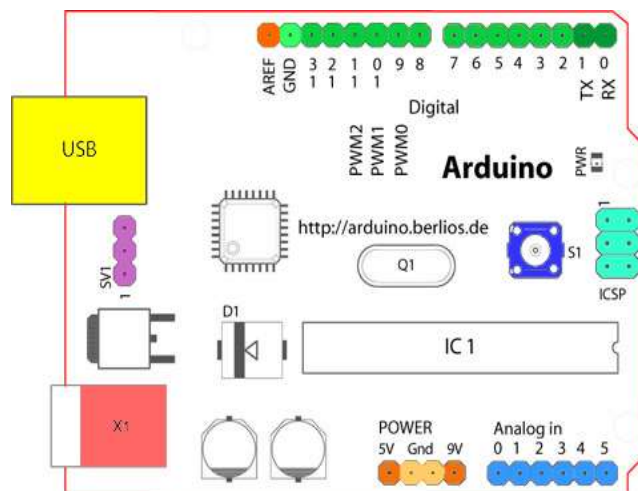 AREF
GND
13
12
11
10
9
8
7
6
5
4
3
2
1
0
TX
RX
Digital
PWM2
PWM1
PWM0
Arduino
PWR
USB
http://arduino.berlios.de
Q1
S1
1
ICSP
SV1
1
D1
IC 1
X1
POWER
5V Gnd 9V
Analog in
0 1 2 3 4 5